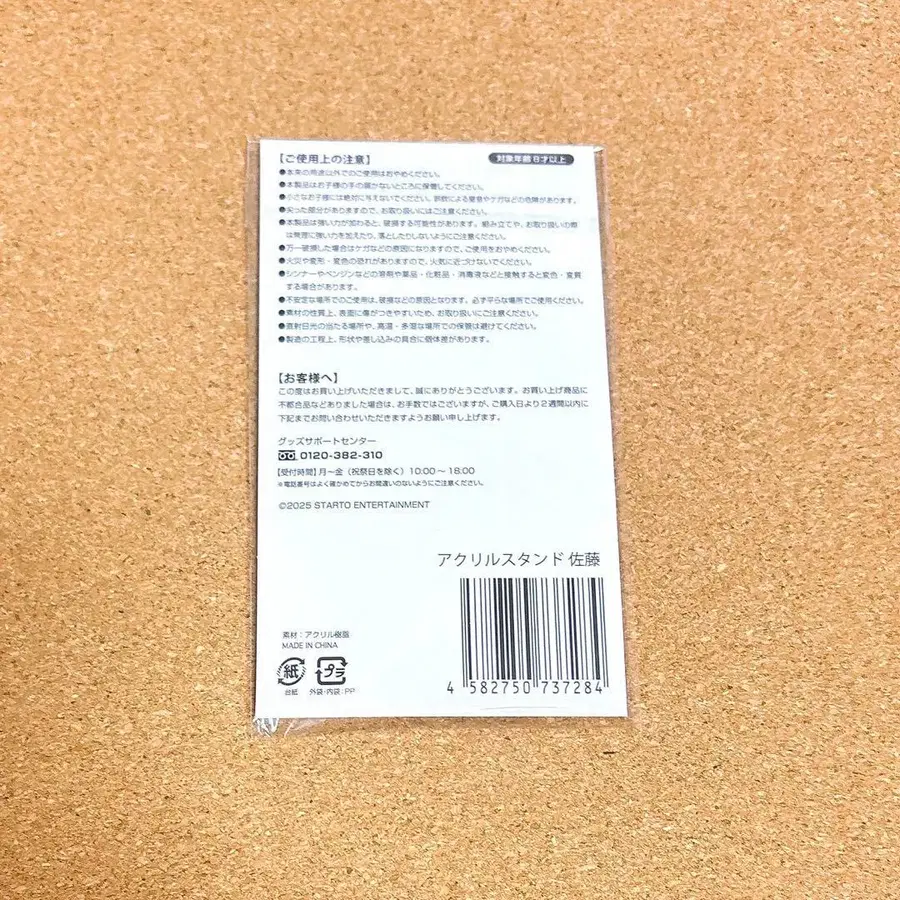 【ご使用上の注意】
対象年齢 8才以上
●本来の用途以外でのご使用はおやめください。
●本製品はお子様の手の届かないところに保管してください。
●小さなお子様には絶対に与えないでください。誤飲による窒息やケガなどの危険があります。
●尖った部分がありますので、お取り扱いにはご注意ください。
●本製品は強い力が加わると、破損する可能性があります。組み立てや、お取り扱いの際
は無理に強い力を加えたり、落としたりしないようにご注意ください。
●万一破損した場合はケガなどの原因になりますので、ご使用をおやめください。
●火災や変形・変色の恐れがありますので、火気に近づけないでください。
●シンナーやベンジンなどの溶剤や薬品・化粧品・消毒液などと接触すると変色・変質
する場合があります。
●不安定な場所でのご使用は、破損などの原因となります。必ず平らな場所でご使用ください。
●素材の性質上、表面に傷がつきやすいため、お取り扱いにご注意ください。
●直射日光の当たる場所や、高温・多湿な場所での保管は避けてください。
●製造の工程上、形状や差し込みの具合に個体差があります。
【お客様へ】
この度はお買い上げいただきまして、誠にありがとうございます。お買い上げ商品に
不都合品などありました場合は、お手数ではございますが、ご購入日より2週間以内に
下記までお問い合わせいただきますようお願い申し上げます。
グッズサポートセンター
0120-382-310
【受付時間】月～金（祝祭日を除く）10:00～18:00
※電話番号はよく確かめてからお間違いのないようにご注意ください。
©2025 STARTO ENTERTAINMENT
アクリルスタンド 佐藤
素材：アクリル樹脂
MADE IN CHINA
紙
プラ
台紙
外袋・内袋：PP
4 582750 737284